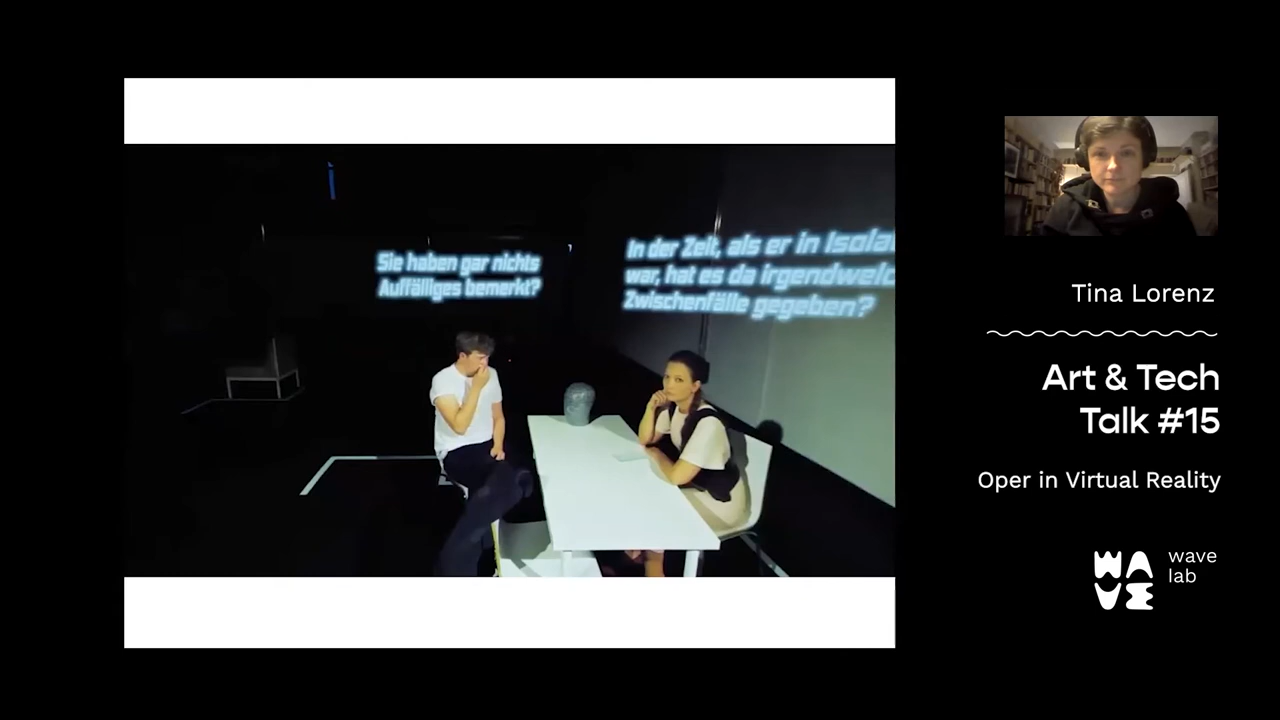 Sie haben gar nichts
Auffälliges bemerkt?
In der Zeit, als er in
war, hat es da
Zwischenfälle gegeben?
Tina Lorenz
Art & Tech
Talk #15
Oper in Virtual Reality
WAVE
wave
lab